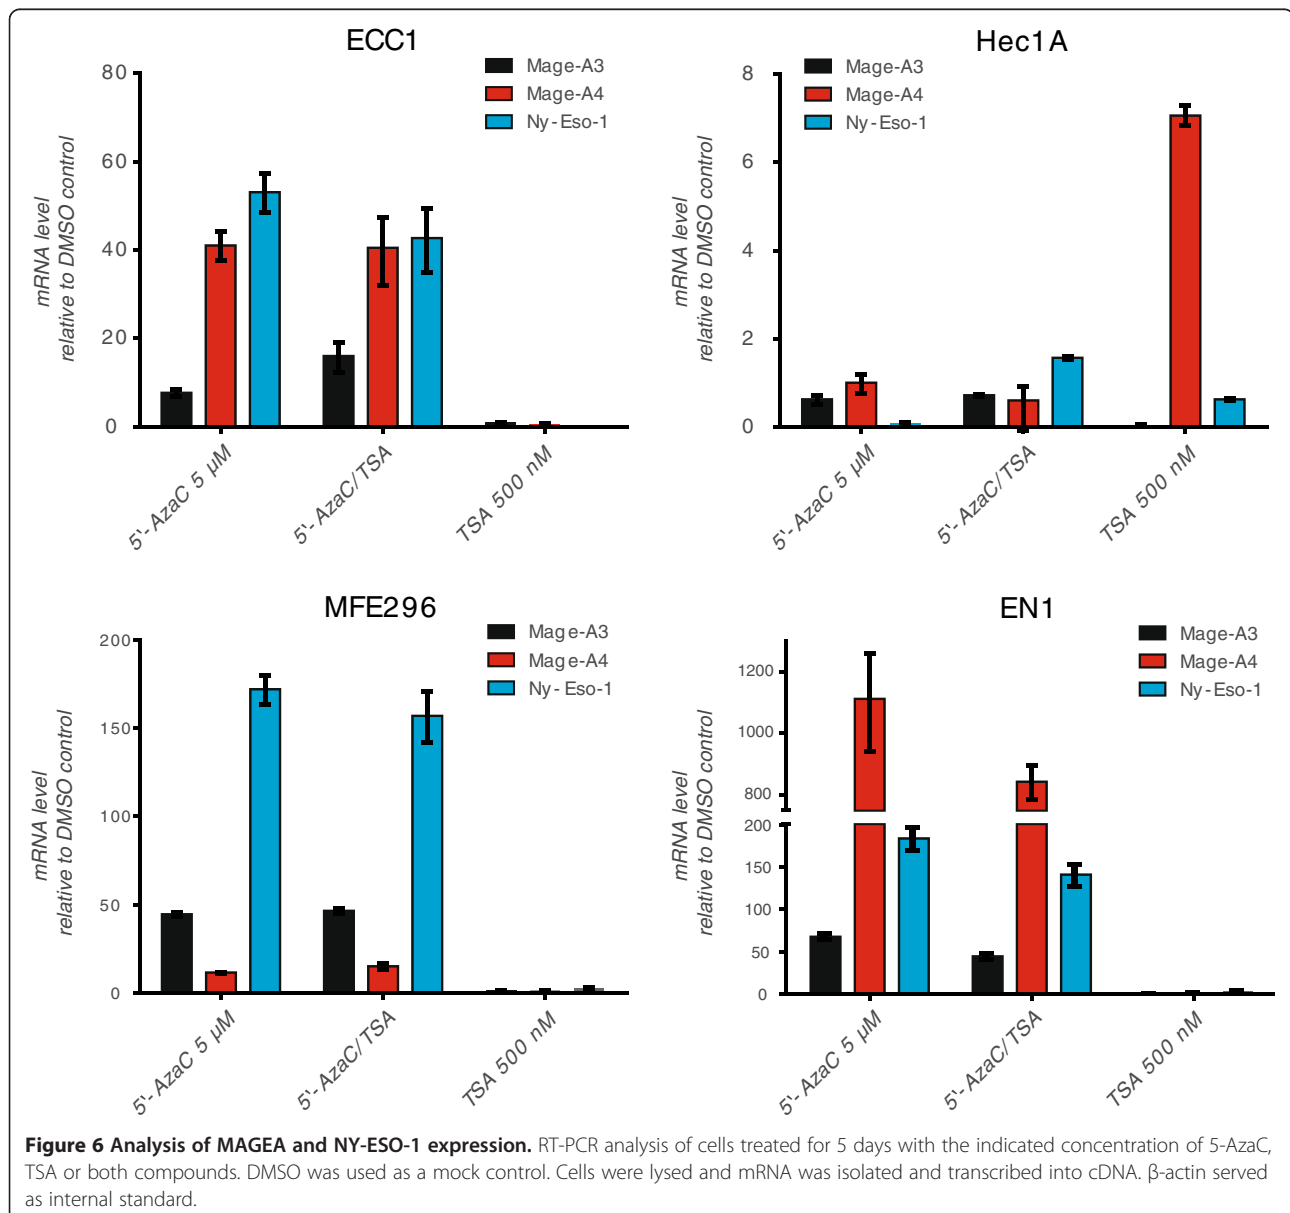 ECC1
Mage-A3
Mage-A4
Ny-Eso-1
mRNA level
relative to DMSO control
80
60
40
20
0
5'-AzaC 5 µM
5'-AzaC/TSA
TSA 500 nM
Hec1A
Mage-A3
Mage-A4
Ny-Eso-1
mRNA level
relative to DMSO control
8
6
4
2
0
5'-AzaC 5 µM
5'-AzaC/TSA
TSA 500 nM
MFE296
Mage-A3
Mage-A4
Ny-Eso-1
mRNA level
relative to DMSO control
200
150
100
50
0
5'-AzaC 5 µM
5'-AzaC/TSA
TSA 500 nM
EN1
Mage-A3
Mage-A4
Ny-Eso-1
mRNA level
relative to DMSO control
1200
1000
800
200
150
100
50
0
5'-AzaC 5 µM
5'-AzaC/TSA
TSA 500 nM
Figure 6 Analysis of MAGEA and NY-ESO-1 expression. RT-PCR analysis of cells treated for 5 days with the indicated concentration of 5-AzaC,
TSA or both compounds. DMSO was used as a mock control. Cells were lysed and mRNA was isolated and transcribed into cDNA. β-actin served
as internal standard.